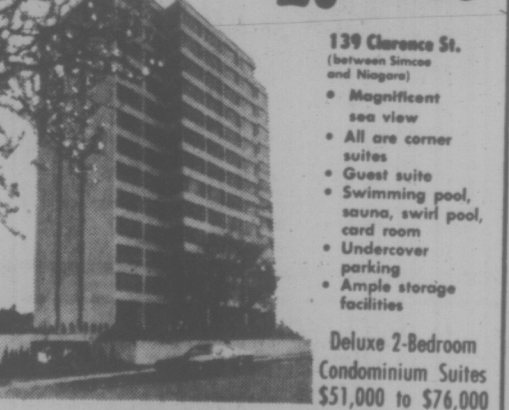 139 Clarence St.
(between Simcoe
and Niagara)
• Magnificent
sea view
• All are corner
suites
• Guest suite
• Swimming pool,
sauna, swirl pool,
card room
• Undercover
parking
• Ample storage
facilities
Deluxe 2-Bedroom
Condominium Suites
$51,000 to $76,000